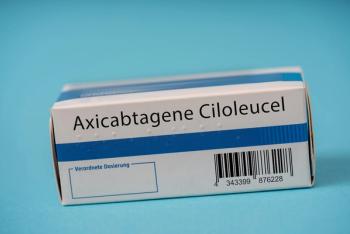 Axicabtagene Ciloleucel
Verordnete Dosierung
4 343399 876228